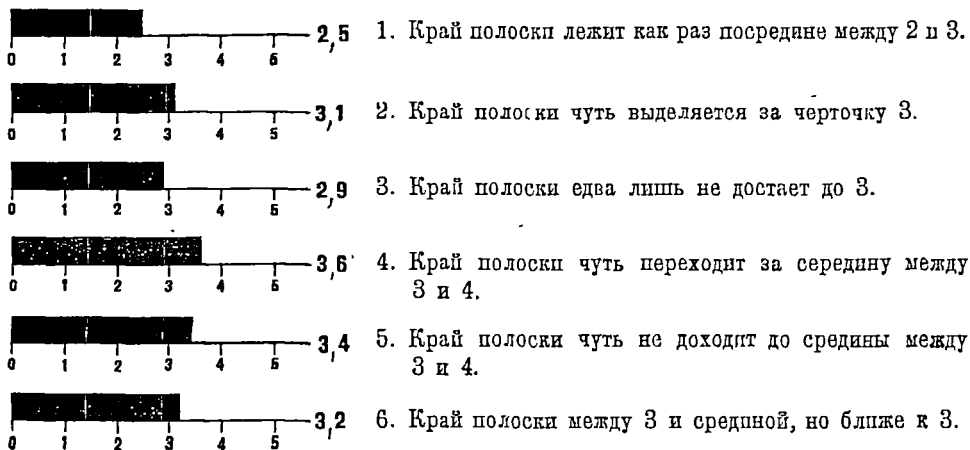 2,5 1. Край полоски лежит как раз посредине между 2 и 3.
0 1 2 3 4 5
3,1 2. Край полоски чуть выделяется за черточку 3.
0 1 2 3 4 5
2,9 3. Край полоски едва лишь не достает до 3.
0 1 2 3 4 5
3,6 4. Край полоски чуть переходит за середину между
3 и 4.
0 1 2 3 4 5
3,4 5. Край полоски чуть не доходит до средины между
3 и 4.
0 1 2 3 4 5
3,2 6. Край полоски между 3 и срединой, но ближе к 3.
0 1 2 3 4 5